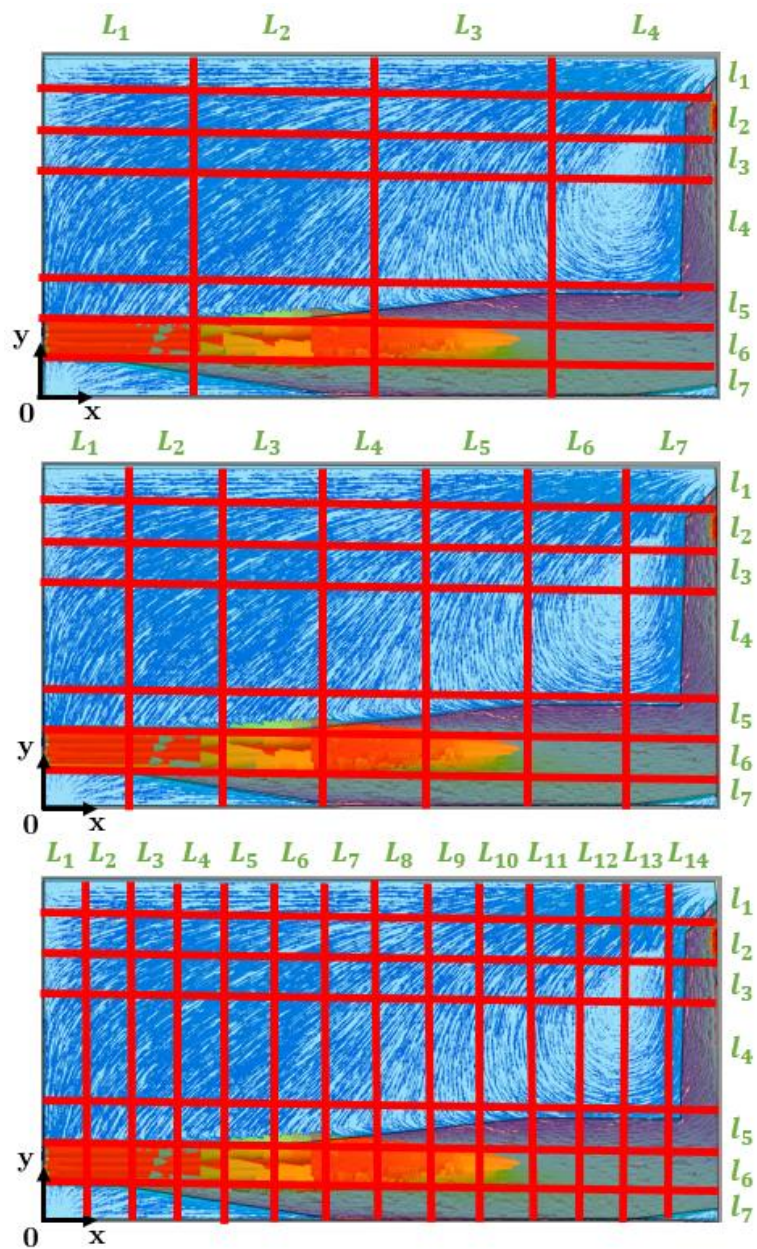 L₁ L₂ L₃ L₄
l₁
l₂
l₃
l₄
l₅
y
l₆
l₇
0 x
L₁ L₂ L₃ L₄ L₅ L₆ L₇
l₁
l₂
l₃
l₄
l₅
y
l₆
l₇
0 x
L₁ L₂ L₃ L₄ L₅ L₆ L₇ L₈ L₉ L₁₀ L₁₁ L₁₂ L₁₃ L₁₄
l₁
l₂
l₃
l₄
l₅
y
l₆
l₇
0 x